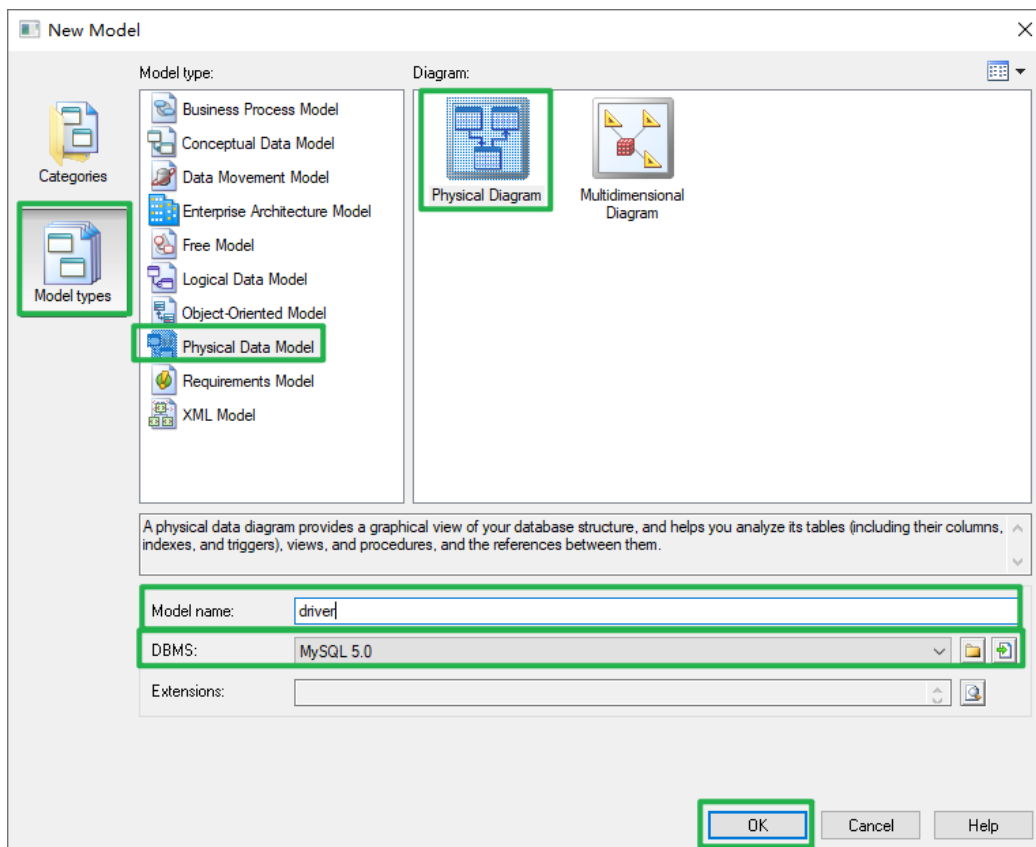 New Model
Model type:
Diagram:
Categories
Model types
Business Process Model
Conceptual Data Model
Data Movement Model
Enterprise Architecture Model
Free Model
Logical Data Model
Object-Oriented Model
Physical Data Model
Requirements Model
XML Model
Physical Diagram
Multidimensional
Diagram
A physical data diagram provides a graphical view of your database structure, and helps you analyze its tables (including their columns,
indexes, and triggers), views, and procedures, and the references between them.
Model name: driver
DBMS: MySQL 5.0
Extensions:
OK Cancel Help